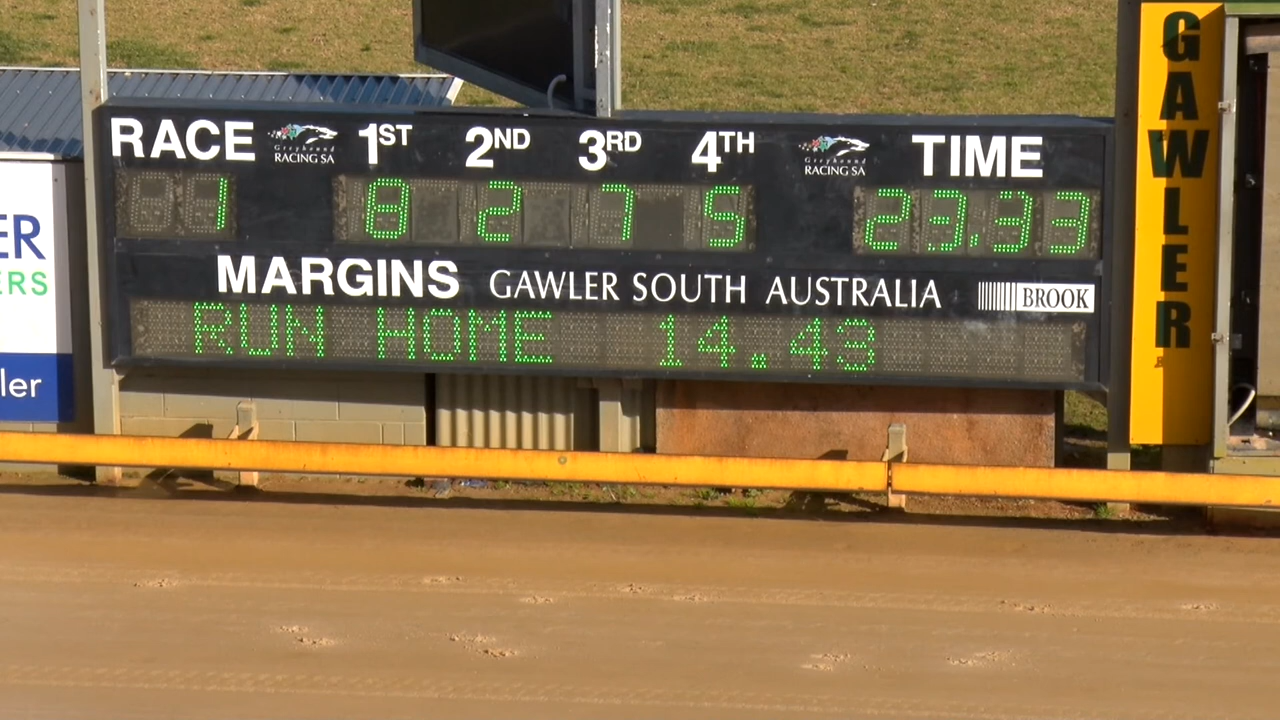 RACE Greyhound RACING SA 1ST 2ND 3RD 4TH Greyhound RACING SA TIME
1 8 2 7 5 23.33
MARGINS GAWLER SOUTH AUSTRALIA BROOK
RUN HOME 14.43
GAWLER
ER
ERS
ler